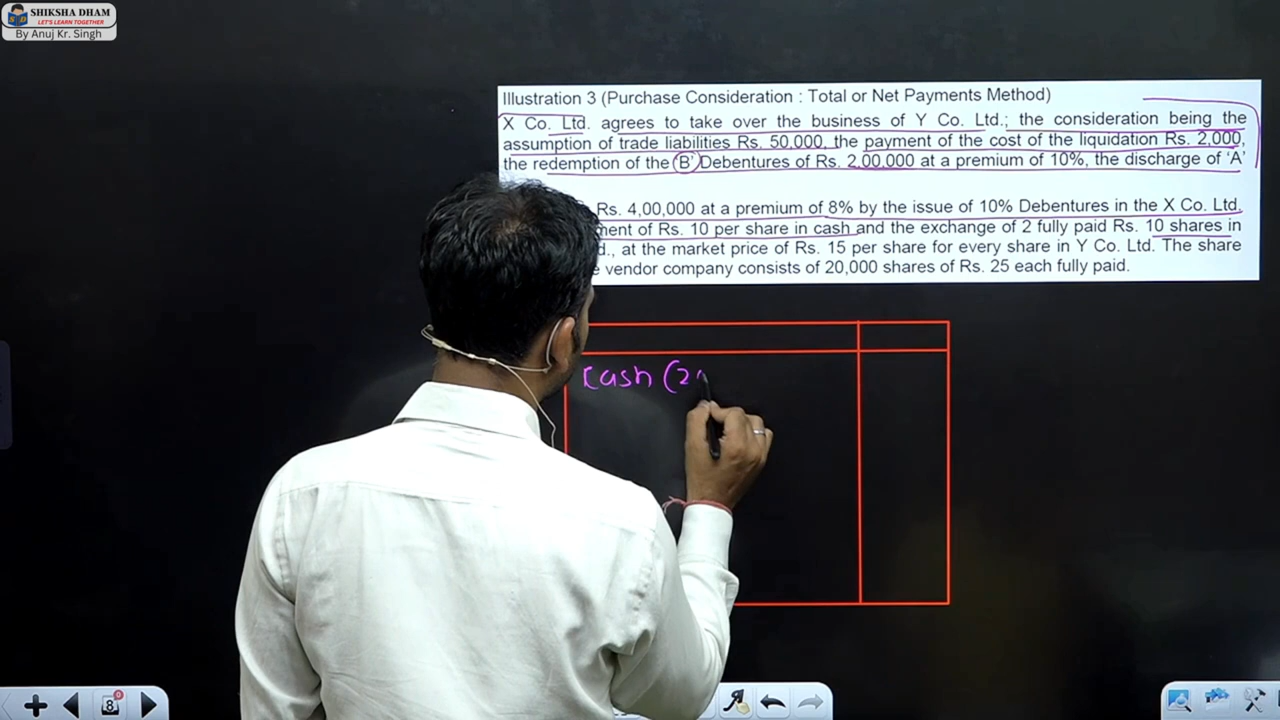 SHIKSHA DHAM
LET'S LEARN TOGETHER
By Anuj Kr. Singh
Illustration 3 (Purchase Consideration : Total or Net Payments Method)
X Co. Ltd. agrees to take over the business of Y Co. Ltd.; the consideration being the
assumption of trade liabilities Rs. 50,000, the payment of the cost of the liquidation Rs. 2,000,
the redemption of the 'B' Debentures of Rs. 2,00,000 at a premium of 10%, the discharge of 'A'
Rs. 4,00,000 at a premium of 8% by the issue of 10% Debentures in the X Co. Ltd.
of Rs. 10 per share in cash and the exchange of 2 fully paid Rs. 10 shares in
at the market price of Rs. 15 per share for every share in Y Co. Ltd. The share
vendor company consists of 20,000 shares of Rs. 25 each fully paid.
Cash (2
8
0